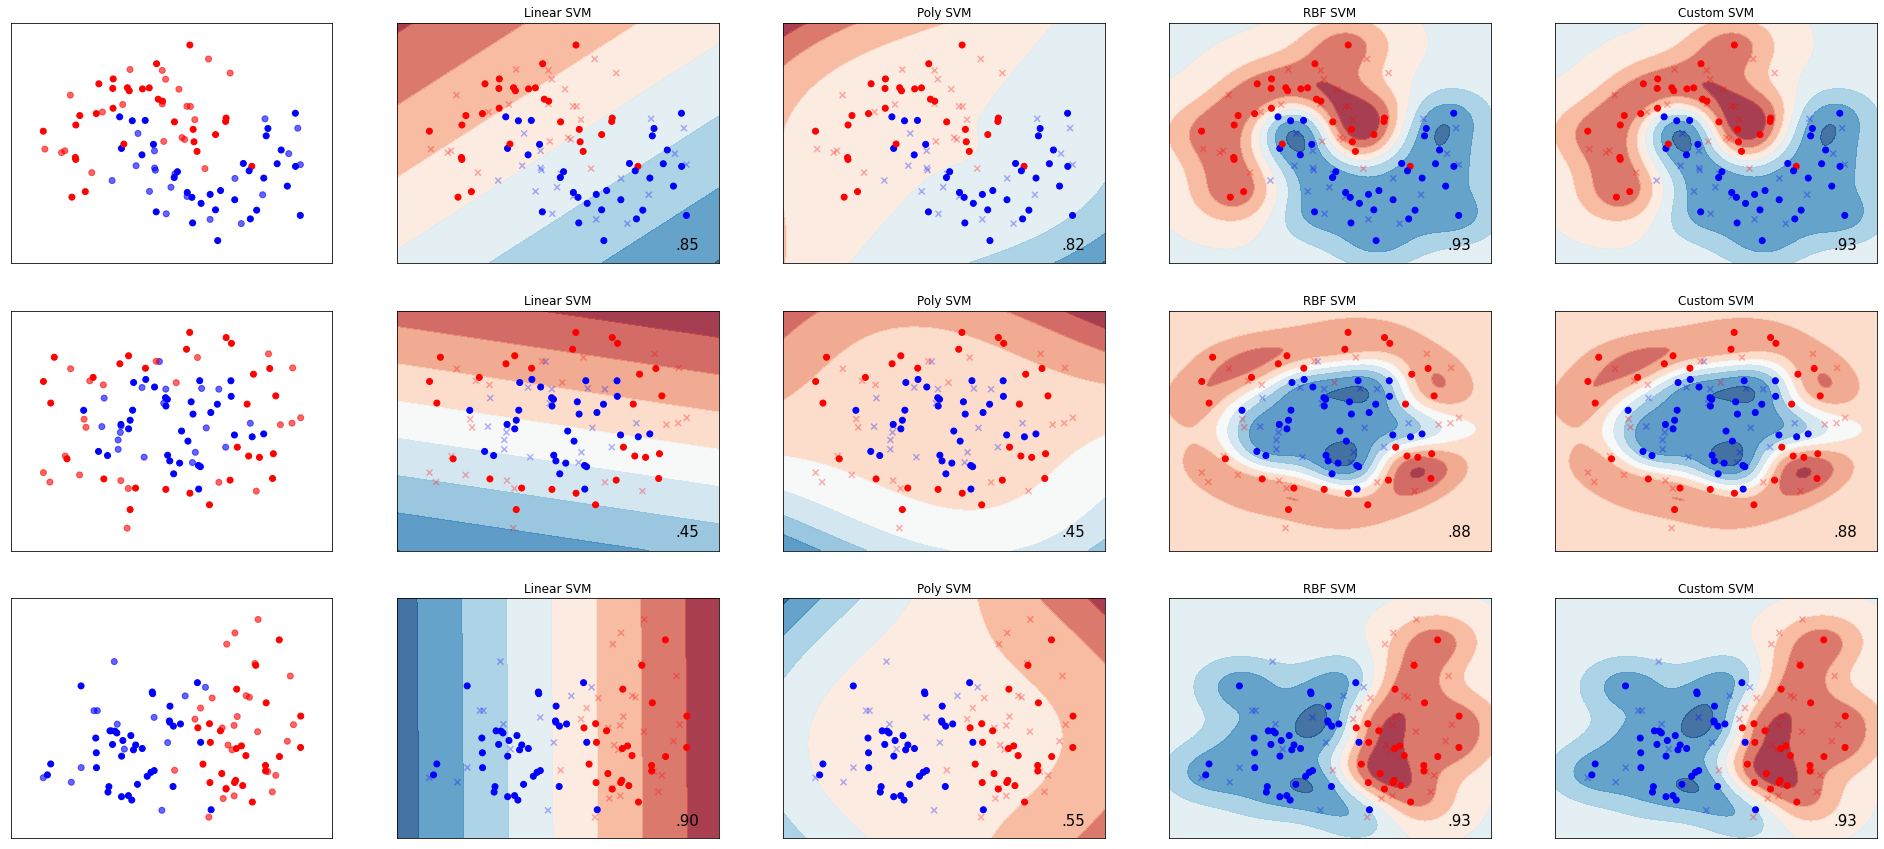 Linear SVM
Poly SVM
RBF SVM
Custom SVM
.85
.82
.93
.93
Linear SVM
Poly SVM
RBF SVM
Custom SVM
.45
.45
.88
.88
Linear SVM
Poly SVM
RBF SVM
Custom SVM
.90
.55
.93
.93